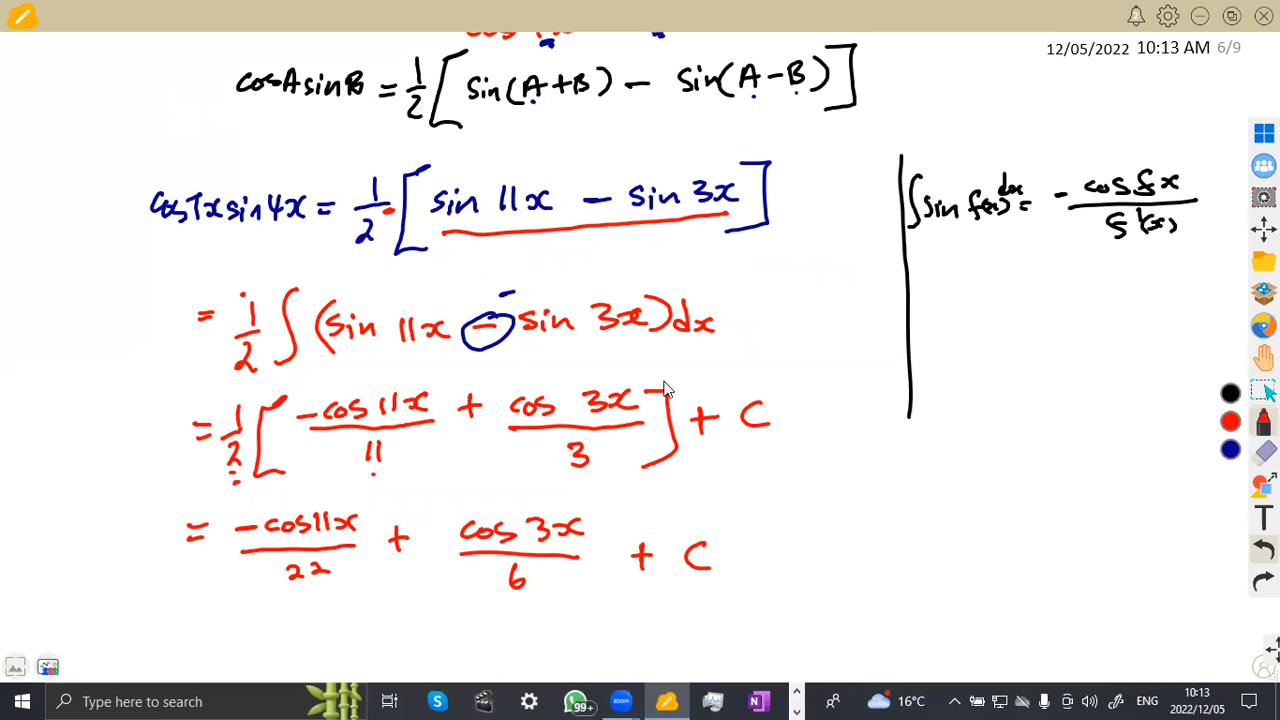 12/05/2022 10:13 AM 6/9
cosA sinB = 1/2 [ sin(A+B) − sin(A−B) ]
cos7x sin4x = 1/2 [ sin 11x − sin 3x ]
∫ sin f(x) dx = − cos fx / f'(x)
= 1/2 ∫ (sin 11x − sin 3x) dx
= 1/2 [ −cos 11x / 11 + cos 3x / 3 ] + C
= −cos11x / 22 + cos 3x / 6 + C
Type here to search
99+
16°C
ENG
10:13
2022/12/05